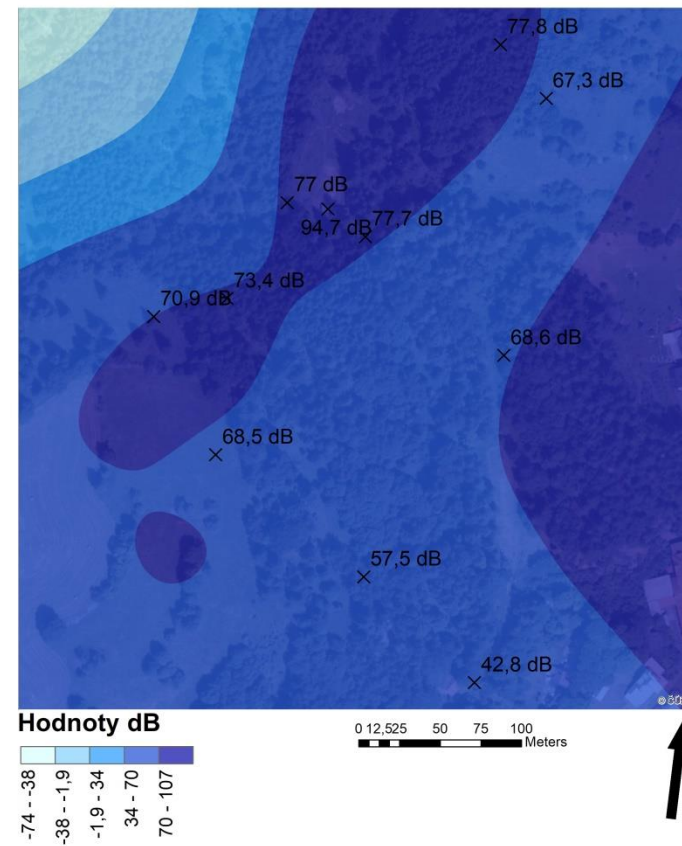 77,8 dB
67,3 dB
77 dB
94,7 dB
77,7 dB
73,4 dB
70,9 dB
68,6 dB
68,5 dB
57,5 dB
42,8 dB
Hodnoty dB
-74 - -38
-38 - -1,9
-1,9 - 34
34 - 70
70 - 107
0 12,525 50 75 100
Meters